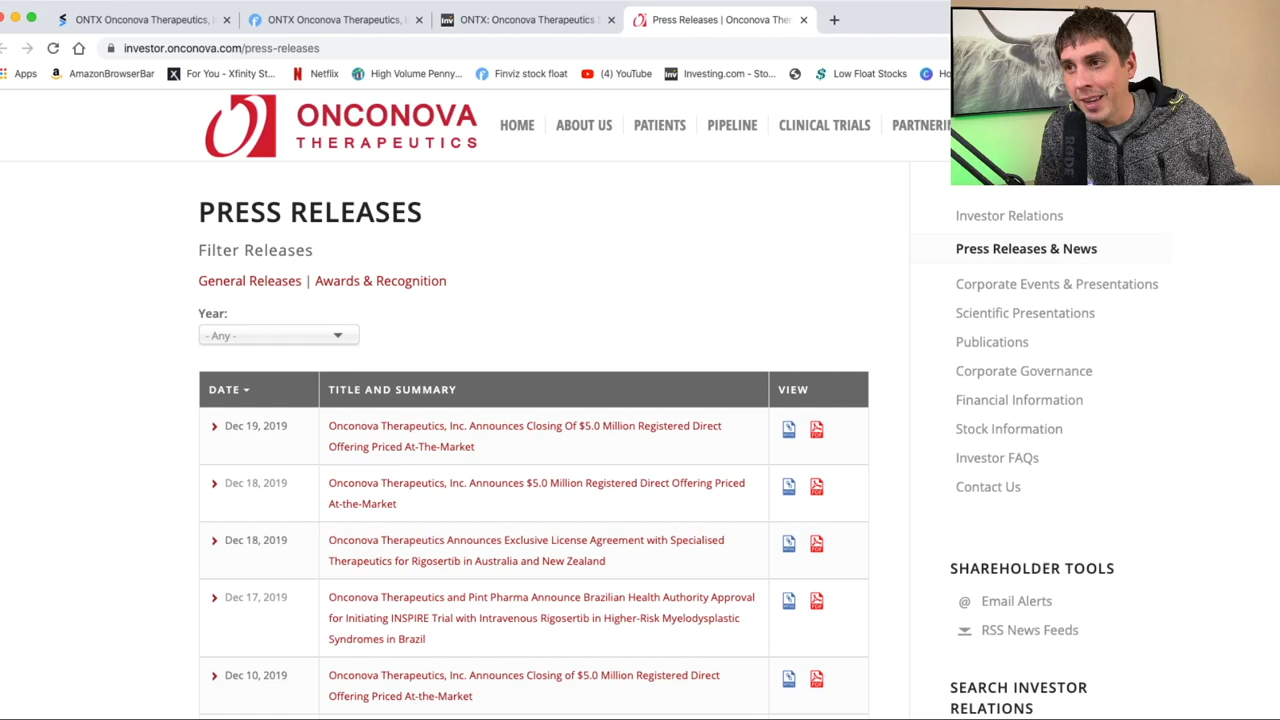 ONTX Onconova Therapeutics, I
ONTX Onconova Therapeutics, I
ONTX: Onconova Therapeutics S
Press Releases | Onconova Ther
investor.onconova.com/press-releases
Apps
AmazonBrowserBar
For You - Xfinity St...
Netflix
High Volume Penny...
Finviz stock float
(4) YouTube
Inv
Investing.com - Sto...
Low Float Stocks
Ho
ONCONOVA
THERAPEUTICS
HOME
ABOUT US
PATIENTS
PIPELINE
CLINICAL TRIALS
PARTNERIN
RØDE
PRESS RELEASES
Filter Releases
General Releases | Awards & Recognition
Year:
- Any -
DATE
TITLE AND SUMMARY
VIEW
Dec 19, 2019
Onconova Therapeutics, Inc. Announces Closing Of $5.0 Million Registered Direct
Offering Priced At-The-Market
Dec 18, 2019
Onconova Therapeutics, Inc. Announces $5.0 Million Registered Direct Offering Priced
At-the-Market
Dec 18, 2019
Onconova Therapeutics Announces Exclusive License Agreement with Specialised
Therapeutics for Rigosertib in Australia and New Zealand
Dec 17, 2019
Onconova Therapeutics and Pint Pharma Announce Brazilian Health Authority Approval
for Initiating INSPIRE Trial with Intravenous Rigosertib in Higher-Risk Myelodysplastic
Syndromes in Brazil
Dec 10, 2019
Onconova Therapeutics, Inc. Announces Closing of $5.0 Million Registered Direct
Offering Priced At-The-Market
Investor Relations
Press Releases & News
Corporate Events & Presentations
Scientific Presentations
Publications
Corporate Governance
Financial Information
Stock Information
Investor FAQs
Contact Us
SHAREHOLDER TOOLS
@ Email Alerts
RSS News Feeds
SEARCH INVESTOR
RELATIONS